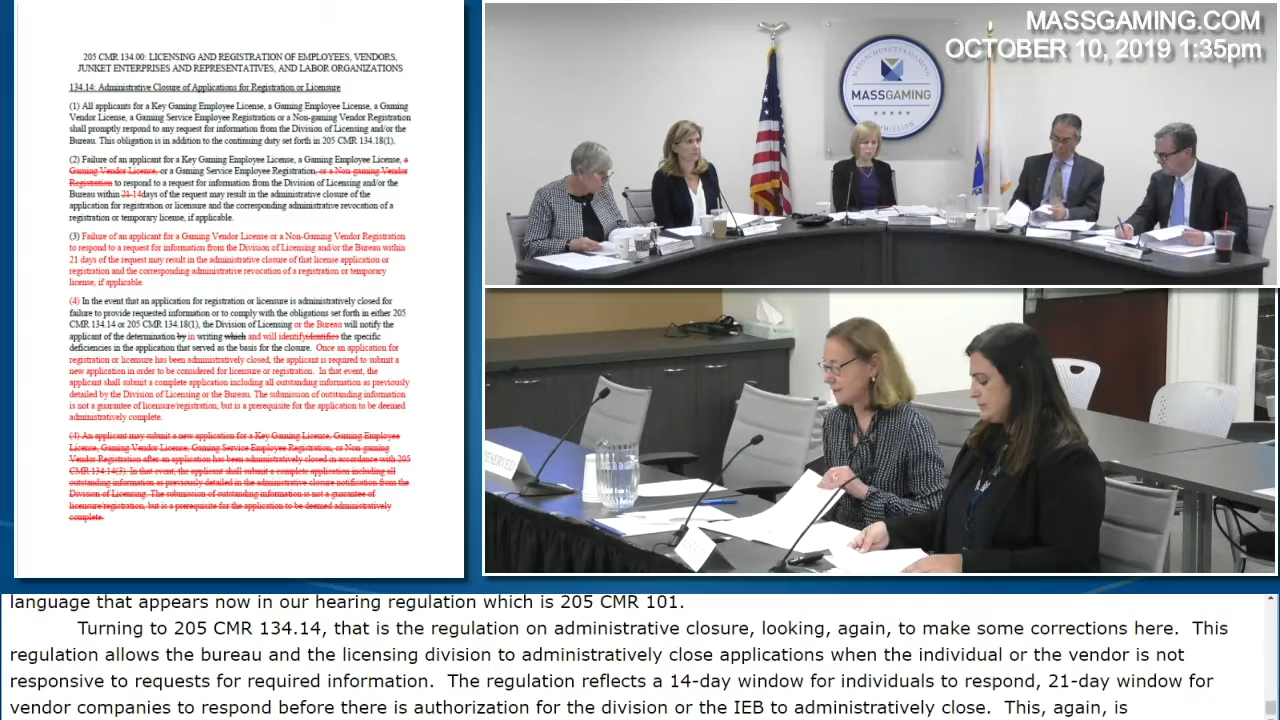 205 CMR 134.00: LICENSING AND REGISTRATION OF EMPLOYEES, VENDORS,
JUNKET ENTERPRISES AND REPRESENTATIVES, AND LABOR ORGANIZATIONS
134.14: Administrative Closure of Applications for Registration or Licensure
(1) All applicants for a Key Gaming Employee License, a Gaming Employee License, a Gaming
Vendor License, a Gaming Service Employee Registration or a Non-gaming Vendor Registration
shall promptly respond to any request for information from the Division of Licensing and/or the
Bureau. This obligation is in addition to the continuing duty set forth in 205 CMR 134.18(1).
(2) Failure of an applicant for a Key Gaming Employee License, a Gaming Employee License, a
Gaming Vendor License, or a Gaming Service Employee Registration, or a Non-gaming Vendor
Registration to respond to a request for information from the Division of Licensing and/or the
Bureau within 21 14days of the request may result in the administrative closure of the
application for registration or licensure and the corresponding administrative revocation of a
registration or temporary license, if applicable.
(3) Failure of an applicant for a Gaming Vendor License or a Non-Gaming Vendor Registration
to respond to a request for information from the Division of Licensing and/or the Bureau within
21 days of the request may result in the administrative closure of that license application or
registration and the corresponding administrative revocation of a registration or temporary
license, if applicable.
(4) In the event that an application for registration or licensure is administratively closed for
failure to provide requested information or to comply with the obligations set forth in either 205
CMR 134.14 or 205 CMR 134.18(1), the Division of Licensing or the Bureau will notify the
applicant of the determination by in writing which and will identifyidentifies the specific
deficiencies in the application that served as the basis for the closure. Once an application for
registration or licensure has been administratively closed, the applicant is required to submit a
new application in order to be considered for licensure or registration. In that event, the
applicant shall submit a complete application including all outstanding information as previously
detailed by the Division of Licensing or the Bureau. The submission of outstanding information
is not a guarantee of licensure/registration, but is a prerequisite for the application to be deemed
administratively complete.
(4) An applicant may submit a new application for a Key Gaming License, Gaming Employee
License, Gaming Vendor License, Gaming Service Employee Registration, or Non-gaming
Vendor Registration after an application has been administratively closed in accordance with 205
CMR 134.14(3). In that event, the applicant shall submit a complete application including all
outstanding information as previously detailed in the administrative closure notification from the
Division of Licensing. The submission of outstanding information is not a guarantee of
licensure/registration, but is a prerequisite for the application to be deemed administratively
complete.
MASSGAMING.COM
OCTOBER 10, 2019 1:35pm
MASSACHUSETTS GAMING
MASSGAMING
COMMISSION
RESERVED
language that appears now in our hearing regulation which is 205 CMR 101.
Turning to 205 CMR 134.14, that is the regulation on administrative closure, looking, again, to make some corrections here. This
regulation allows the bureau and the licensing division to administratively close applications when the individual or the vendor is not
responsive to requests for required information. The regulation reflects a 14-day window for individuals to respond, 21-day window for
vendor companies to respond before there is authorization for the division or the IEB to administratively close. This, again, is